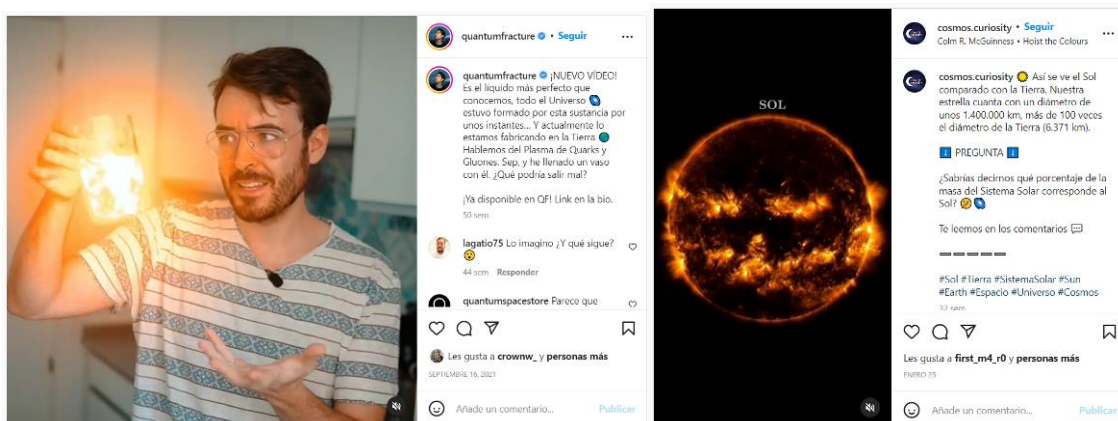 quantumfracture • Seguir
quantumfracture ¡NUEVO VÍDEO!
Es el líquido más perfecto que
conocemos, todo el Universo
estuvo formado por esta sustancia por
unos instantes... Y actualmente lo
estamos fabricando en la Tierra
Hablemos del Plasma de Quarks y
Gluones. Sep, y he llenado un vaso
con él. ¿Qué podría salir mal?
¡Ya disponible en QF! Link en la bio.
50 sem
lagatio75 Lo imagino ¿Y qué sigue?
44 sem Responder
quantumspacestore Parece que
Les gusta a crownw_ y personas más
SEPTIEMBRE 16, 2021
Añade un comentario... Publicar
SOL
cosmos.curiosity • Seguir
Colm R. McGuinness • Hoist the Colours
cosmos.curiosity Así se ve el Sol
comparado con la Tierra. Nuestra
estrella cuanta con un diámetro de
unos 1.400.000 km, más de 100 veces
el diámetro de la Tierra (6.371 km).
PREGUNTA
¿Sabrías decirnos qué porcentaje de la
masa del Sistema Solar corresponde al
Sol?
Te leemos en los comentarios
#Sol #Tierra #SistemaSolar #Sun
#Earth #Espacio #Universo #Cosmos
32 sem
Les gusta a first_m4_r0 y personas más
ENERO 25
Añade un comentario... Publicar